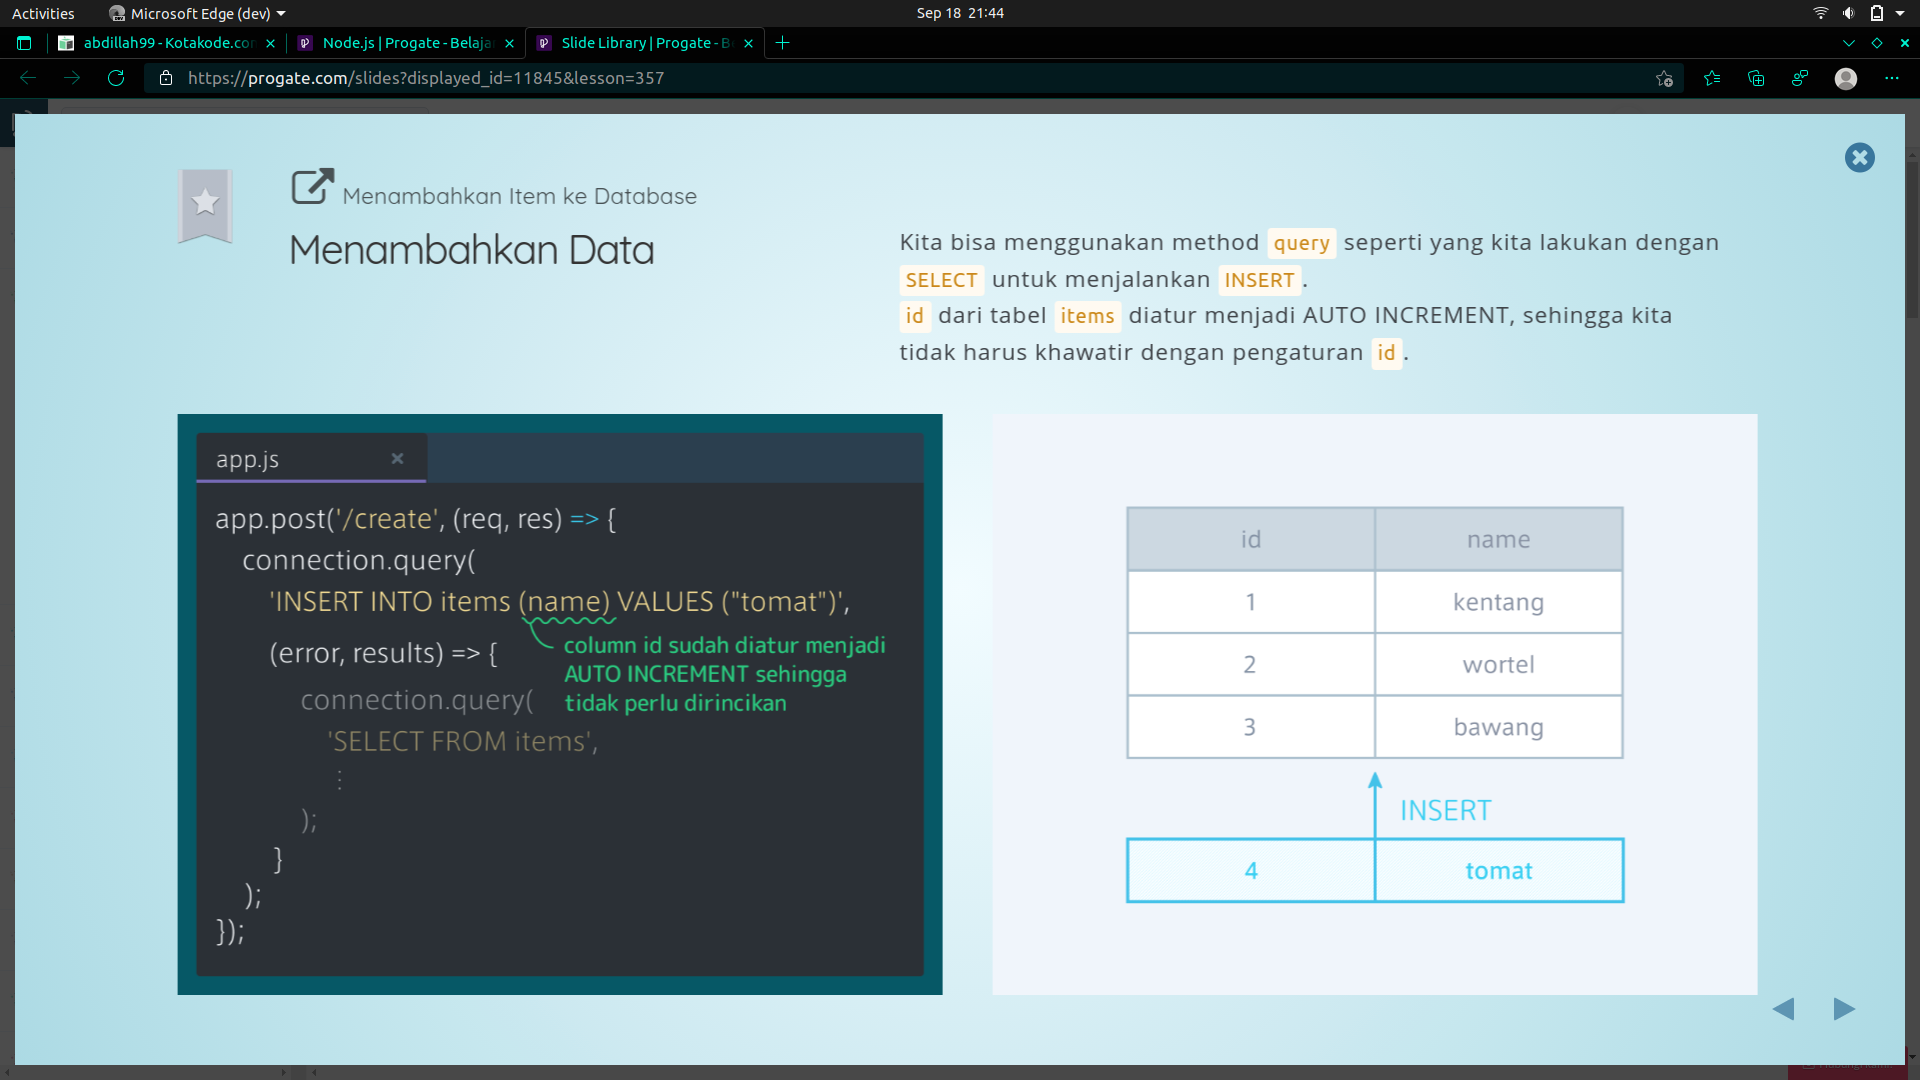 Activities
Microsoft Edge (dev)
Sep 18 21:44
abdillah99 - Kotakode.con
Node.js | Progate - Belaja
Slide Library | Progate - B
https://progate.com/slides?displayed_id=11845&lesson=357
Menambahkan Item ke Database
Menambahkan Data
Kita bisa menggunakan method query seperti yang kita lakukan dengan
SELECT untuk menjalankan INSERT.
id dari tabel items diatur menjadi AUTO INCREMENT, sehingga kita
tidak harus khawatir dengan pengaturan id.
app.js
app.post('/create', (req, res) => {
connection.query(
'INSERT INTO items (name) VALUES ("tomat")',
(error, results) => {
column id sudah diatur menjadi
AUTO INCREMENT sehingga
tidak perlu dirincikan
connection.query(
'SELECT FROM items',
⋮
);
}
);
});
id name
1 kentang
2 wortel
3 bawang
INSERT
4 tomat